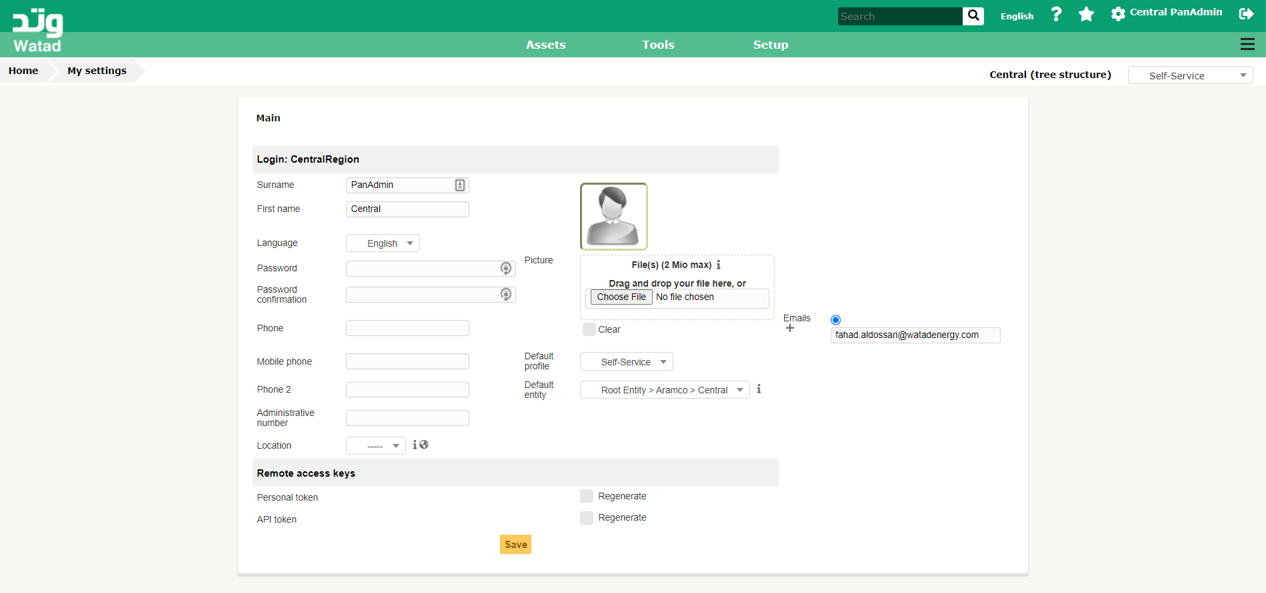 وتد
Watad
Search
English
?
Central PanAdmin
Assets
Tools
Setup
Home
My settings
Central (tree structure)
Self-Service
Main
Login: CentralRegion
Surname
PanAdmin
First name
Central
Language
English
Password
Password
confirmation
Phone
Mobile phone
Phone 2
Administrative
number
Location
-----
Picture
File(s) (2 Mio max)
Drag and drop your file here, or
Choose File No file chosen
Clear
Default
profile
Self-Service
Default
entity
Root Entity > Aramco > Central
Emails
+
fahad.aldossari@watadenergy.com
Remote access keys
Personal token
Regenerate
API token
Regenerate
Save